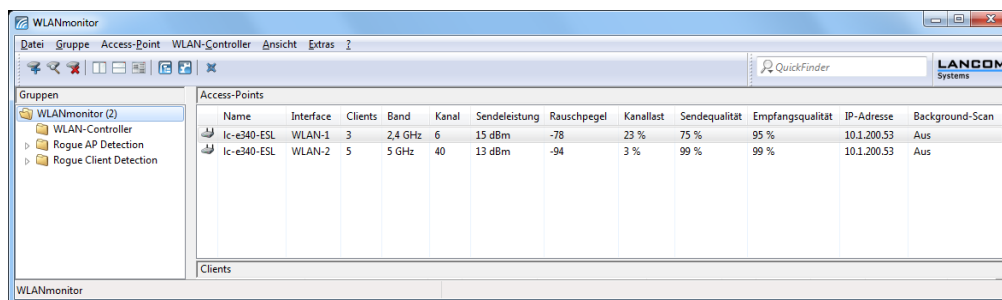 WLANmonitor
Datei Gruppe Access-Point WLAN-Controller Ansicht Extras ?
QuickFinder
LANCOM
Systems
Gruppen
Access-Points
WLANmonitor (2)
WLAN-Controller
Rogue AP Detection
Rogue Client Detection
Name Interface Clients Band Kanal Sendeleistung Rauschpegel Kanallast Sendequalität Empfangsqualität IP-Adresse Background-Scan
lc-e340-ESL WLAN-1 3 2,4 GHz 6 15 dBm -78 23 % 75 % 95 % 10.1.200.53 Aus
lc-e340-ESL WLAN-2 5 5 GHz 40 13 dBm -94 3 % 99 % 99 % 10.1.200.53 Aus
Clients
WLANmonitor